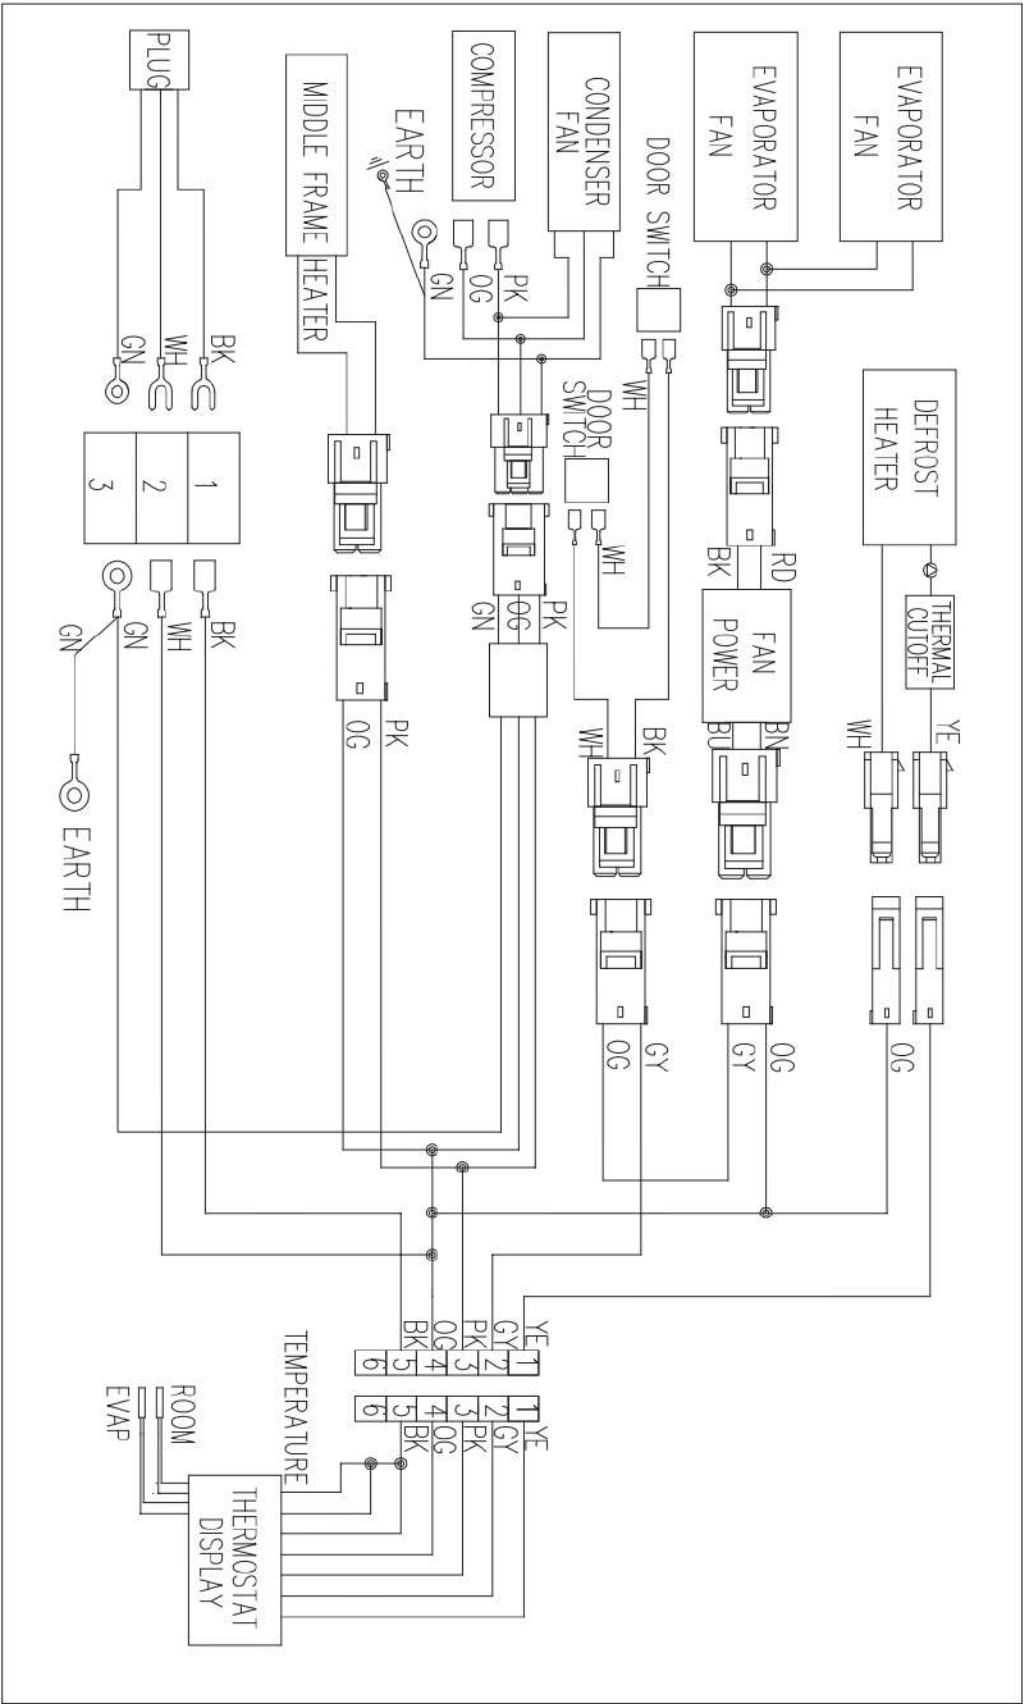 EVAPORATOR
FAN
EVAPORATOR
FAN
DEFROST
HEATER
THERMAL
CUTOFF
YE
WH
OG
RD
BK
FAN
POWER
BN
BU
OG
GY
DOOR SWITCH
WH
DOOR
SWITCH
WH
BK
WH
GY
OG
CONDENSER
FAN
COMPRESSOR
PK
OG
GN
EARTH
PK
OG
GN
MIDDLE FRAME HEATER
PK
OG
PLUG
BK
WH
GN
1
2
3
BK
WH
GN
GN
EARTH
YE
GY
PK
OG
BK
1
2
3
4
5
6
1
2
3
4
5
6
YE
GY
PK
OG
BK
TEMPERATURE
ROOM
EVAP
THERMOSTAT
DISPLAY